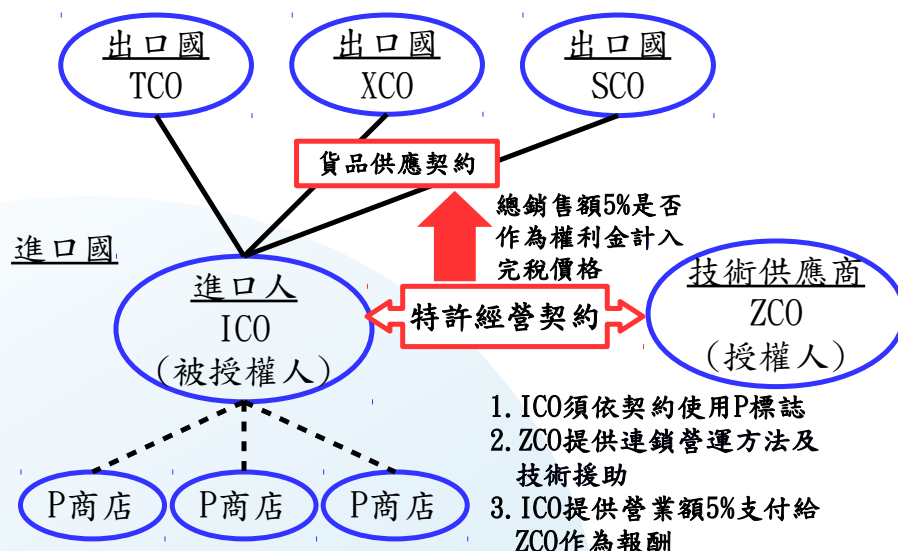 出口國
TCO
出口國
XCO
出口國
SCO
貨品供應契約
總銷售額5%是否
作為權利金計入
完稅價格
進口國
進口人
ICO
(被授權人)
特許經營契約
技術供應商
ZCO
(授權人)
1.ICO須依契約使用P標誌
2.ZCO提供連鎖營運方法及
技術援助
3.ICO提供營業額5%支付給
ZCO作為報酬
P商店
P商店
P商店